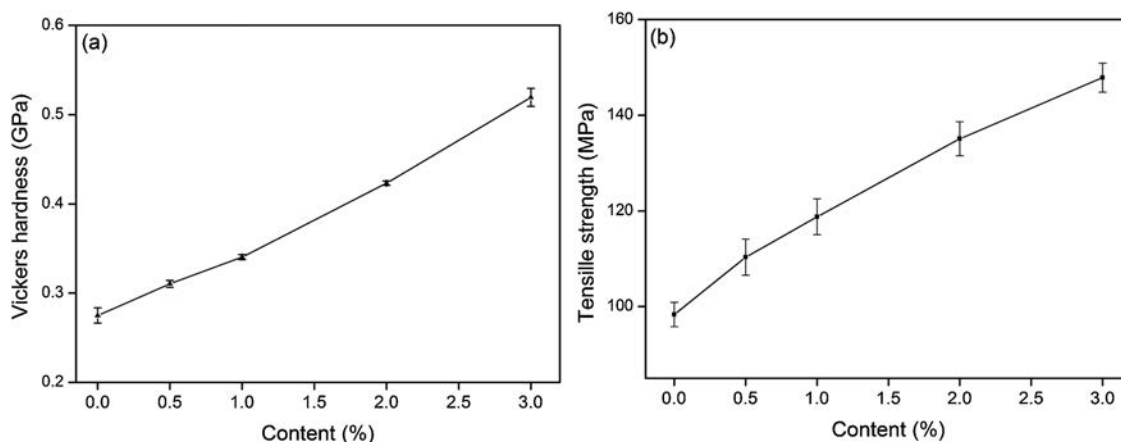 (a)
Vickers hardness (GPa)
0.6
0.5
0.4
0.3
0.2
0.0 0.5 1.0 1.5 2.0 2.5 3.0
Content (%)
(b)
Tensille strength (MPa)
160
140
120
100
0.0 0.5 1.0 1.5 2.0 2.5 3.0
Content (%)